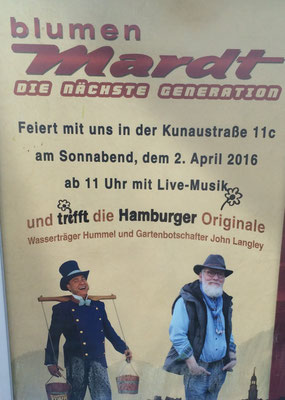 blumen
Mardt
DIE NÄCHSTE GENERATION
Feiert mit uns in der Kunaustraße 11c
am Sonnabend, dem 2. April 2016
ab 11 Uhr mit Live-Musik
und trifft die Hamburger Originale
Wasserträger Hummel und Gartenbotschafter John Langley